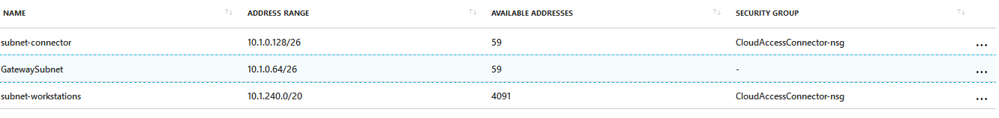 NAME ADDRESS RANGE AVAILABLE ADDRESSES SECURITY GROUP
subnet-connector 10.1.0.128/26 59 CloudAccessConnector-nsg ...
GatewaySubnet 10.1.0.64/26 59 - ...
subnet-workstations 10.1.240.0/20 4091 CloudAccessConnector-nsg ...